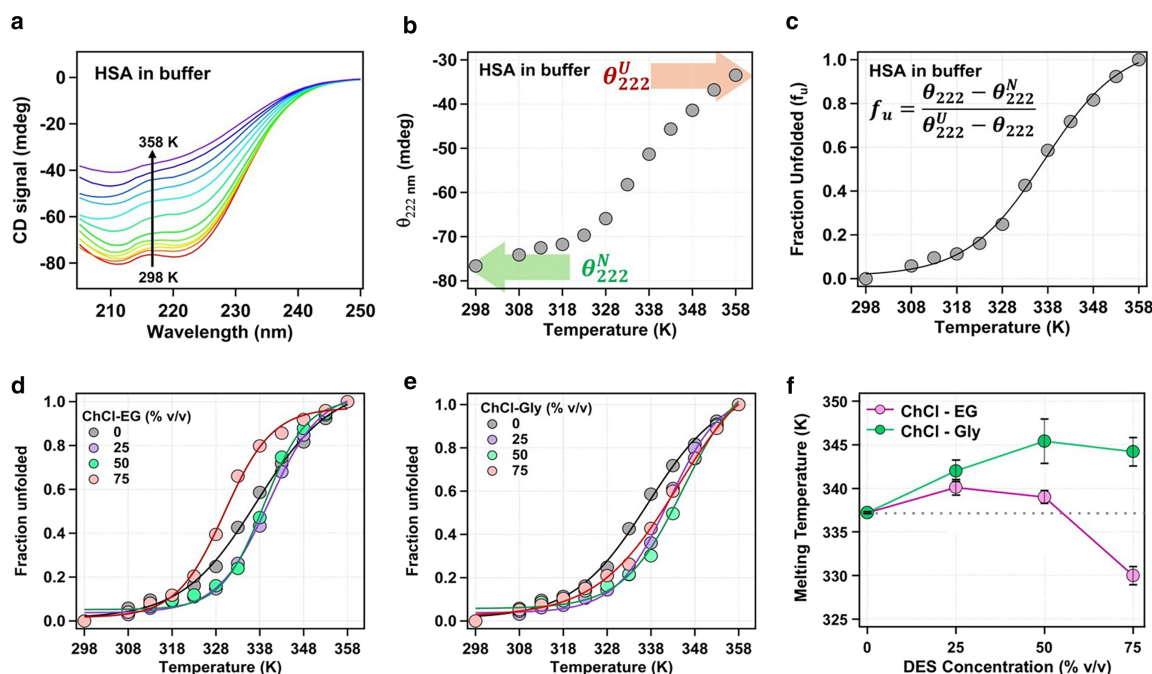 a
HSA in buffer
358 K
298 K
0
-20
-40
-60
-80
210 220 230 240 250
CD signal (mdeg)
Wavelength (nm)
b
HSA in buffer
θ^U_222
θ^N_222
-30
-40
-50
-60
-70
-80
298 308 318 328 338 348 358
θ_222 nm (mdeg)
Temperature (K)
c
HSA in buffer
f_u = (θ_222 − θ^N_222) / (θ^U_222 − θ_222)
1.0
0.8
0.6
0.4
0.2
0.0
298 308 318 328 338 348 358
Fraction Unfolded (f_u)
Temperature (K)
d
ChCl-EG (% v/v)
0
25
50
75
1.0
0.8
0.6
0.4
0.2
0.0
298 308 318 328 338 348 358
Fraction unfolded
Temperature (K)
e
ChCl-Gly (% v/v)
0
25
50
75
1.0
0.8
0.6
0.4
0.2
0.0
298 308 318 328 338 348 358
Fraction unfolded
Temperature (K)
f
ChCl - EG
ChCl - Gly
350
345
340
335
330
325
0 25 50 75
Melting Temperature (K)
DES Concentration (% v/v)